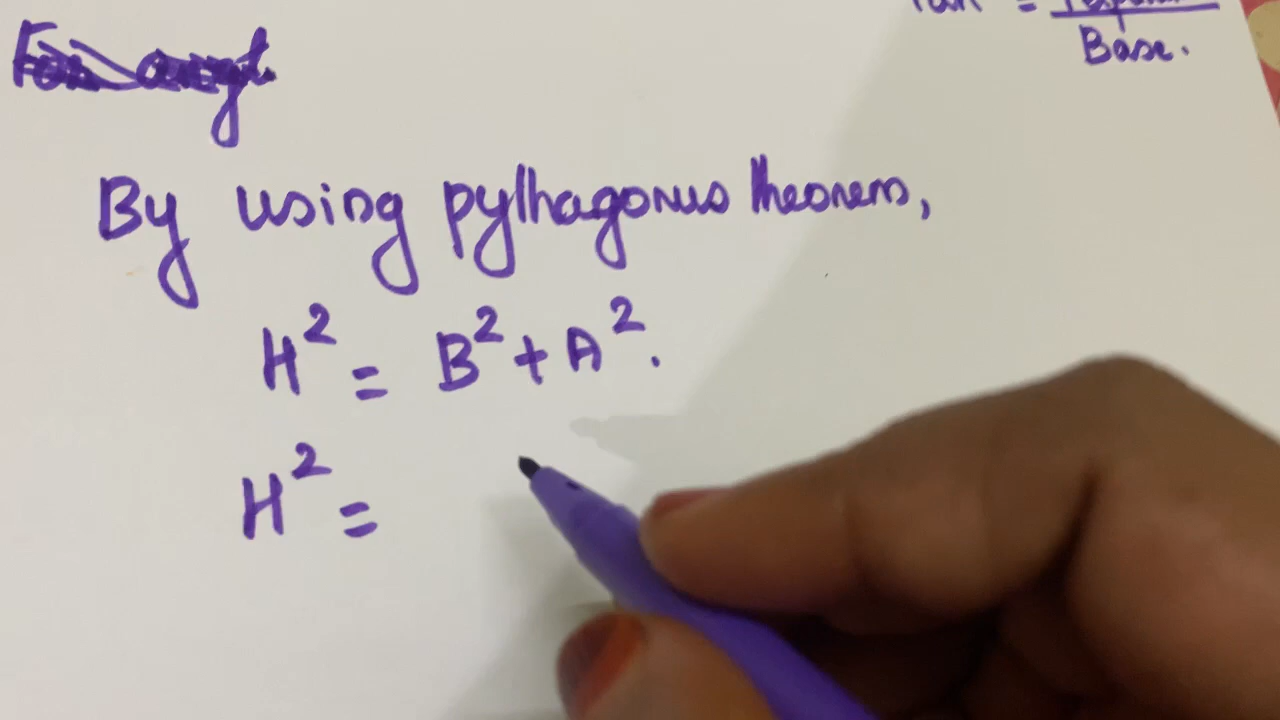 =
Base.
By using pythagorus theorem,
H² = B² + A².
H² =